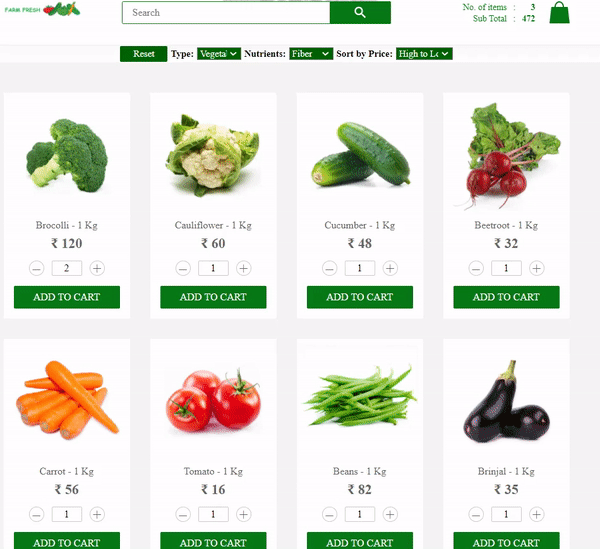 FARM FRESH
Search
No. of items : 3
Sub Total : 472
Reset Type: Vegetal Nutrients: Fiber Sort by Price: High to Lo
Brocolli - 1 Kg
₹ 120
2
ADD TO CART
Cauliflower - 1 Kg
₹ 60
1
ADD TO CART
Cucumber - 1 Kg
₹ 48
1
ADD TO CART
Beetroot - 1 Kg
₹ 32
1
ADD TO CART
Carrot - 1 Kg
₹ 56
1
ADD TO CART
Tomato - 1 Kg
₹ 16
1
ADD TO CART
Beans - 1 Kg
₹ 82
1
ADD TO CART
Brinjal - 1 Kg
₹ 35
1
ADD TO CART